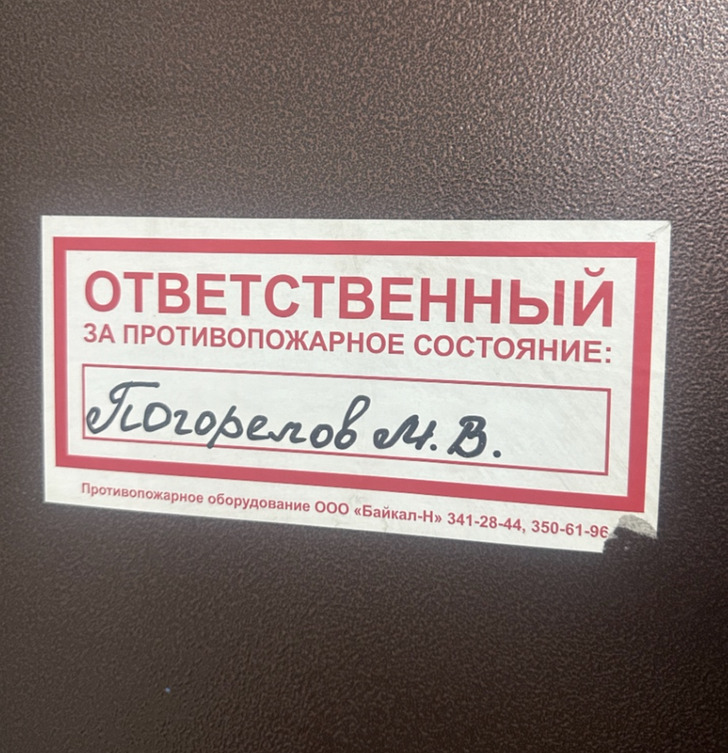 ОТВЕТСТВЕННЫЙ
ЗА ПРОТИВОПОЖАРНОЕ СОСТОЯНИЕ:
Погорелов М. В.
Противопожарное оборудование ООО «Байкал-Н» 341-28-44, 350-61-96